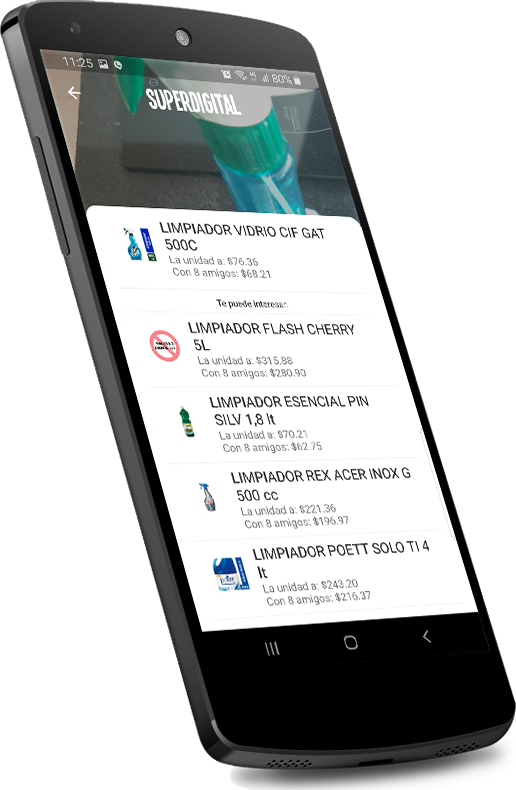 11:25 80%
SUPERDIGITAL
LIMPIADOR VIDRIO CIF GAT
500C
La unidad a: $76.36
Con 8 amigos: $68.21
Te puede interesar:
LIMPIADOR FLASH CHERRY
5L
La unidad a: $315.88
Con 8 amigos: $280.90
LIMPIADOR ESENCIAL PIN
SILV 1,8 lt
La unidad a: $70.21
Con 8 amigos: $62.75
LIMPIADOR REX ACER INOX G
500 cc
La unidad a: $221.36
Con 8 amigos: $196.97
LIMPIADOR POETT SOLO TI 4
lt
La unidad a: $243.20
Con 8 amigos: $216.37